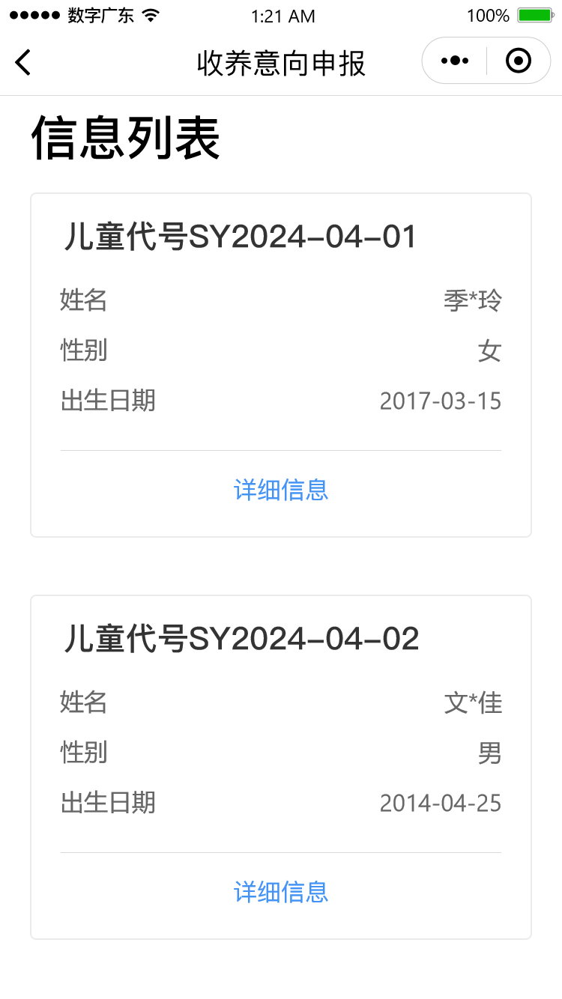 数字广东 1:21 AM 100%
收养意向申报
信息列表
儿童代号SY2024-04-01
姓名 季*玲
性别 女
出生日期 2017-03-15
详细信息
儿童代号SY2024-04-02
姓名 文*佳
性别 男
出生日期 2014-04-25
详细信息